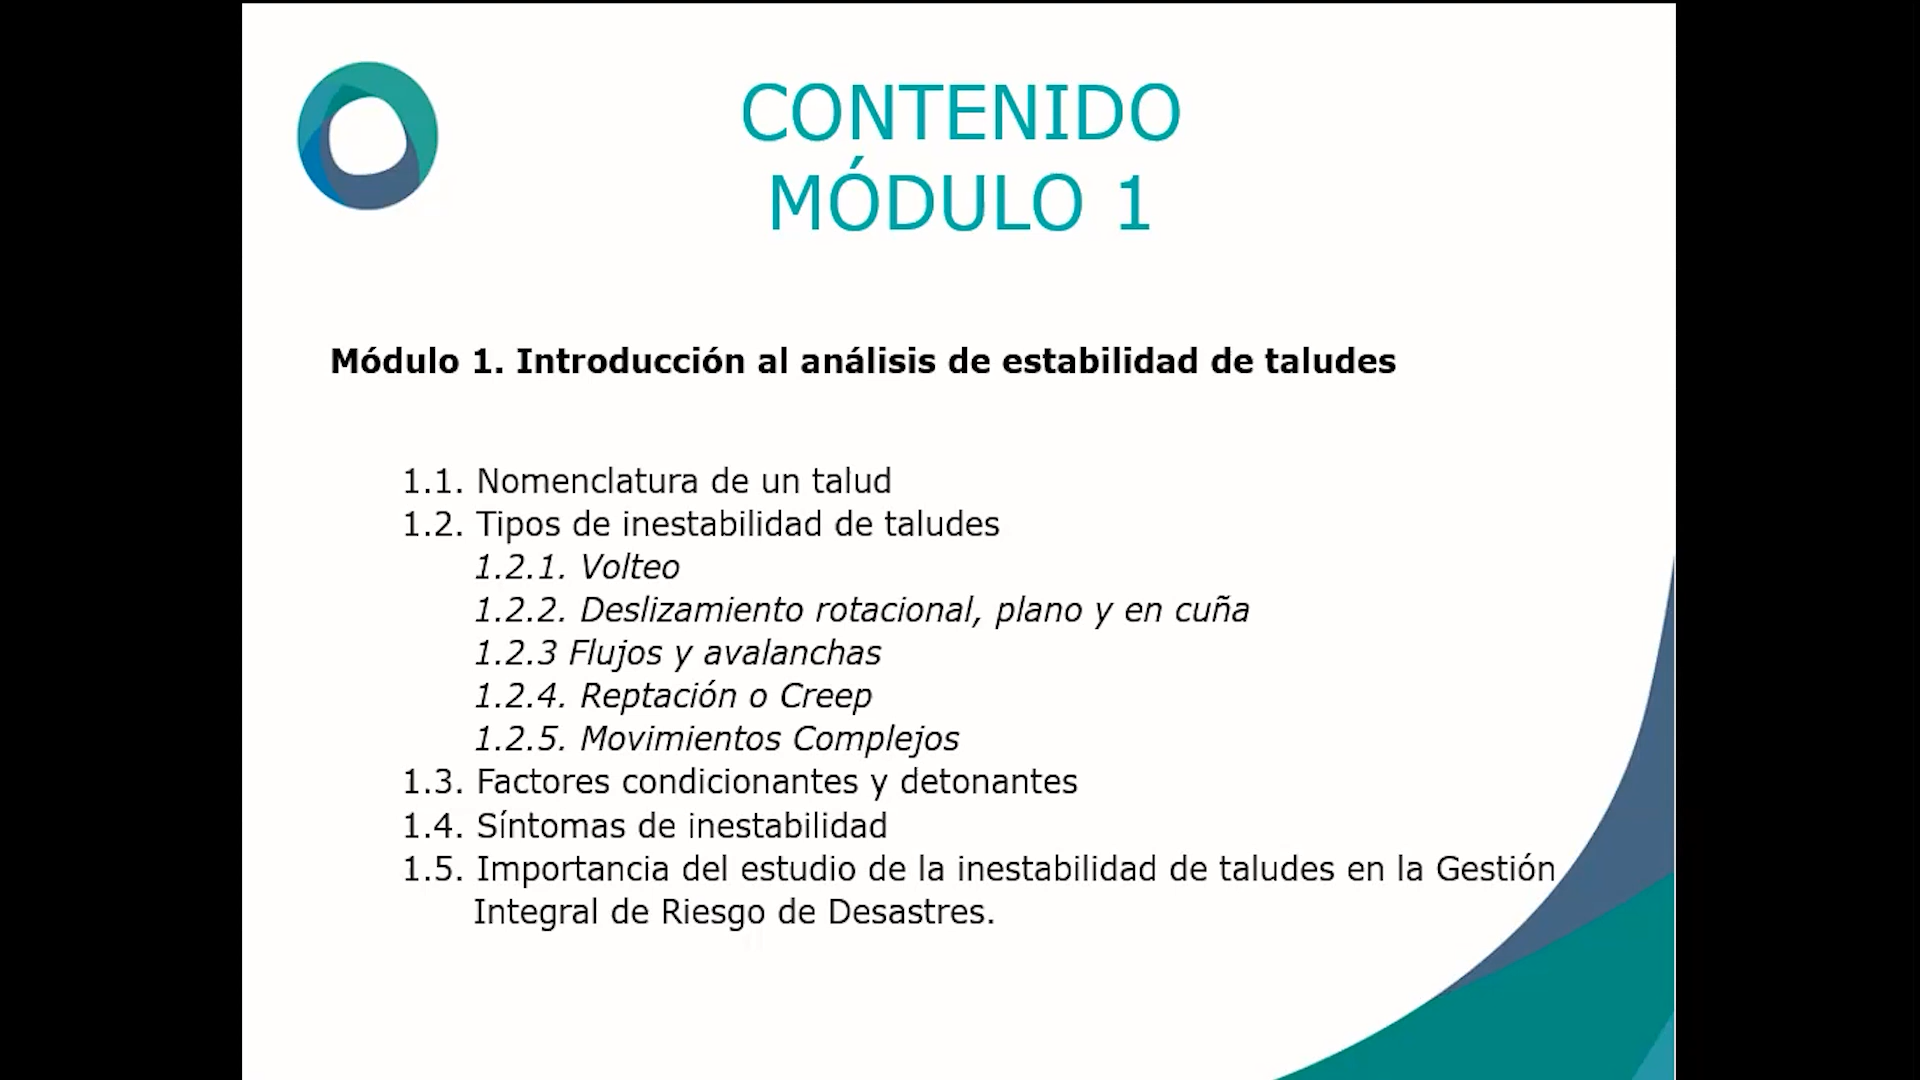 CONTENIDO
MÓDULO 1
Módulo 1. Introducción al análisis de estabilidad de taludes
1.1. Nomenclatura de un talud
1.2. Tipos de inestabilidad de taludes
1.2.1. Volteo
1.2.2. Deslizamiento rotacional, plano y en cuña
1.2.3 Flujos y avalanchas
1.2.4. Reptación o Creep
1.2.5. Movimientos Complejos
1.3. Factores condicionantes y detonantes
1.4. Síntomas de inestabilidad
1.5. Importancia del estudio de la inestabilidad de taludes en la Gestión
Integral de Riesgo de Desastres.